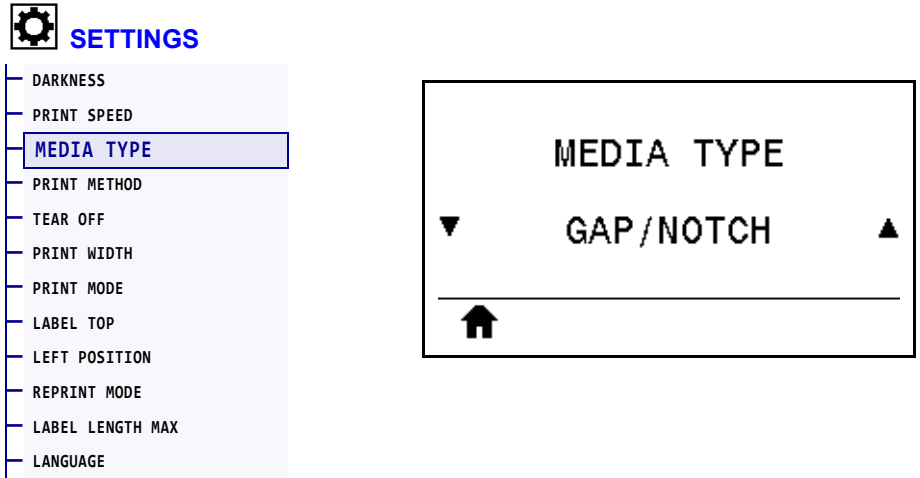 SETTINGS
DARKNESS
PRINT SPEED
MEDIA TYPE
PRINT METHOD
TEAR OFF
PRINT WIDTH
PRINT MODE
LABEL TOP
LEFT POSITION
REPRINT MODE
LABEL LENGTH MAX
LANGUAGE
MEDIA TYPE
GAP/NOTCH